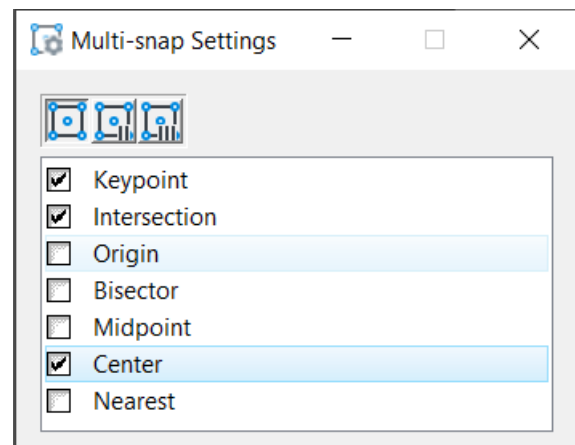 Multi-snap Settings
Keypoint
Intersection
Origin
Bisector
Midpoint
Center
Nearest